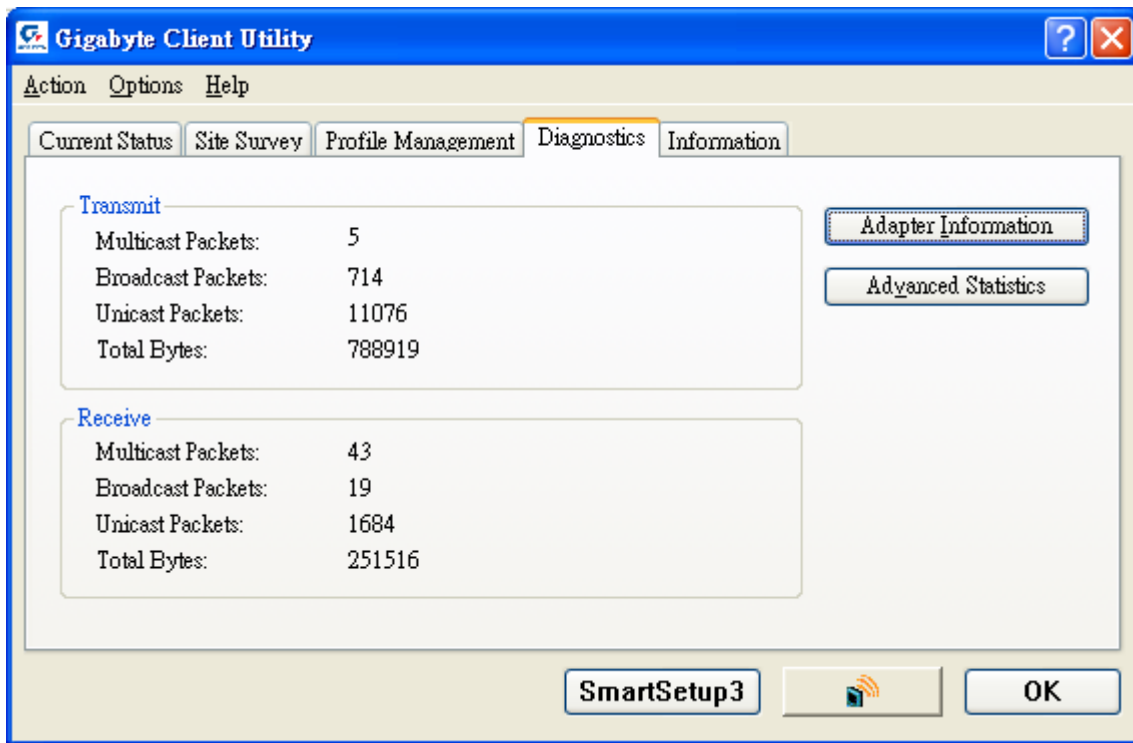 Gigabyte Client Utility
Action Options Help
Current Status Site Survey Profile Management Diagnostics Information
Transmit
Multicast Packets: 5
Broadcast Packets: 714
Unicast Packets: 11076
Total Bytes: 788919
Adapter Information
Advanced Statistics
Receive
Multicast Packets: 43
Broadcast Packets: 19
Unicast Packets: 1684
Total Bytes: 251516
SmartSetup3 OK